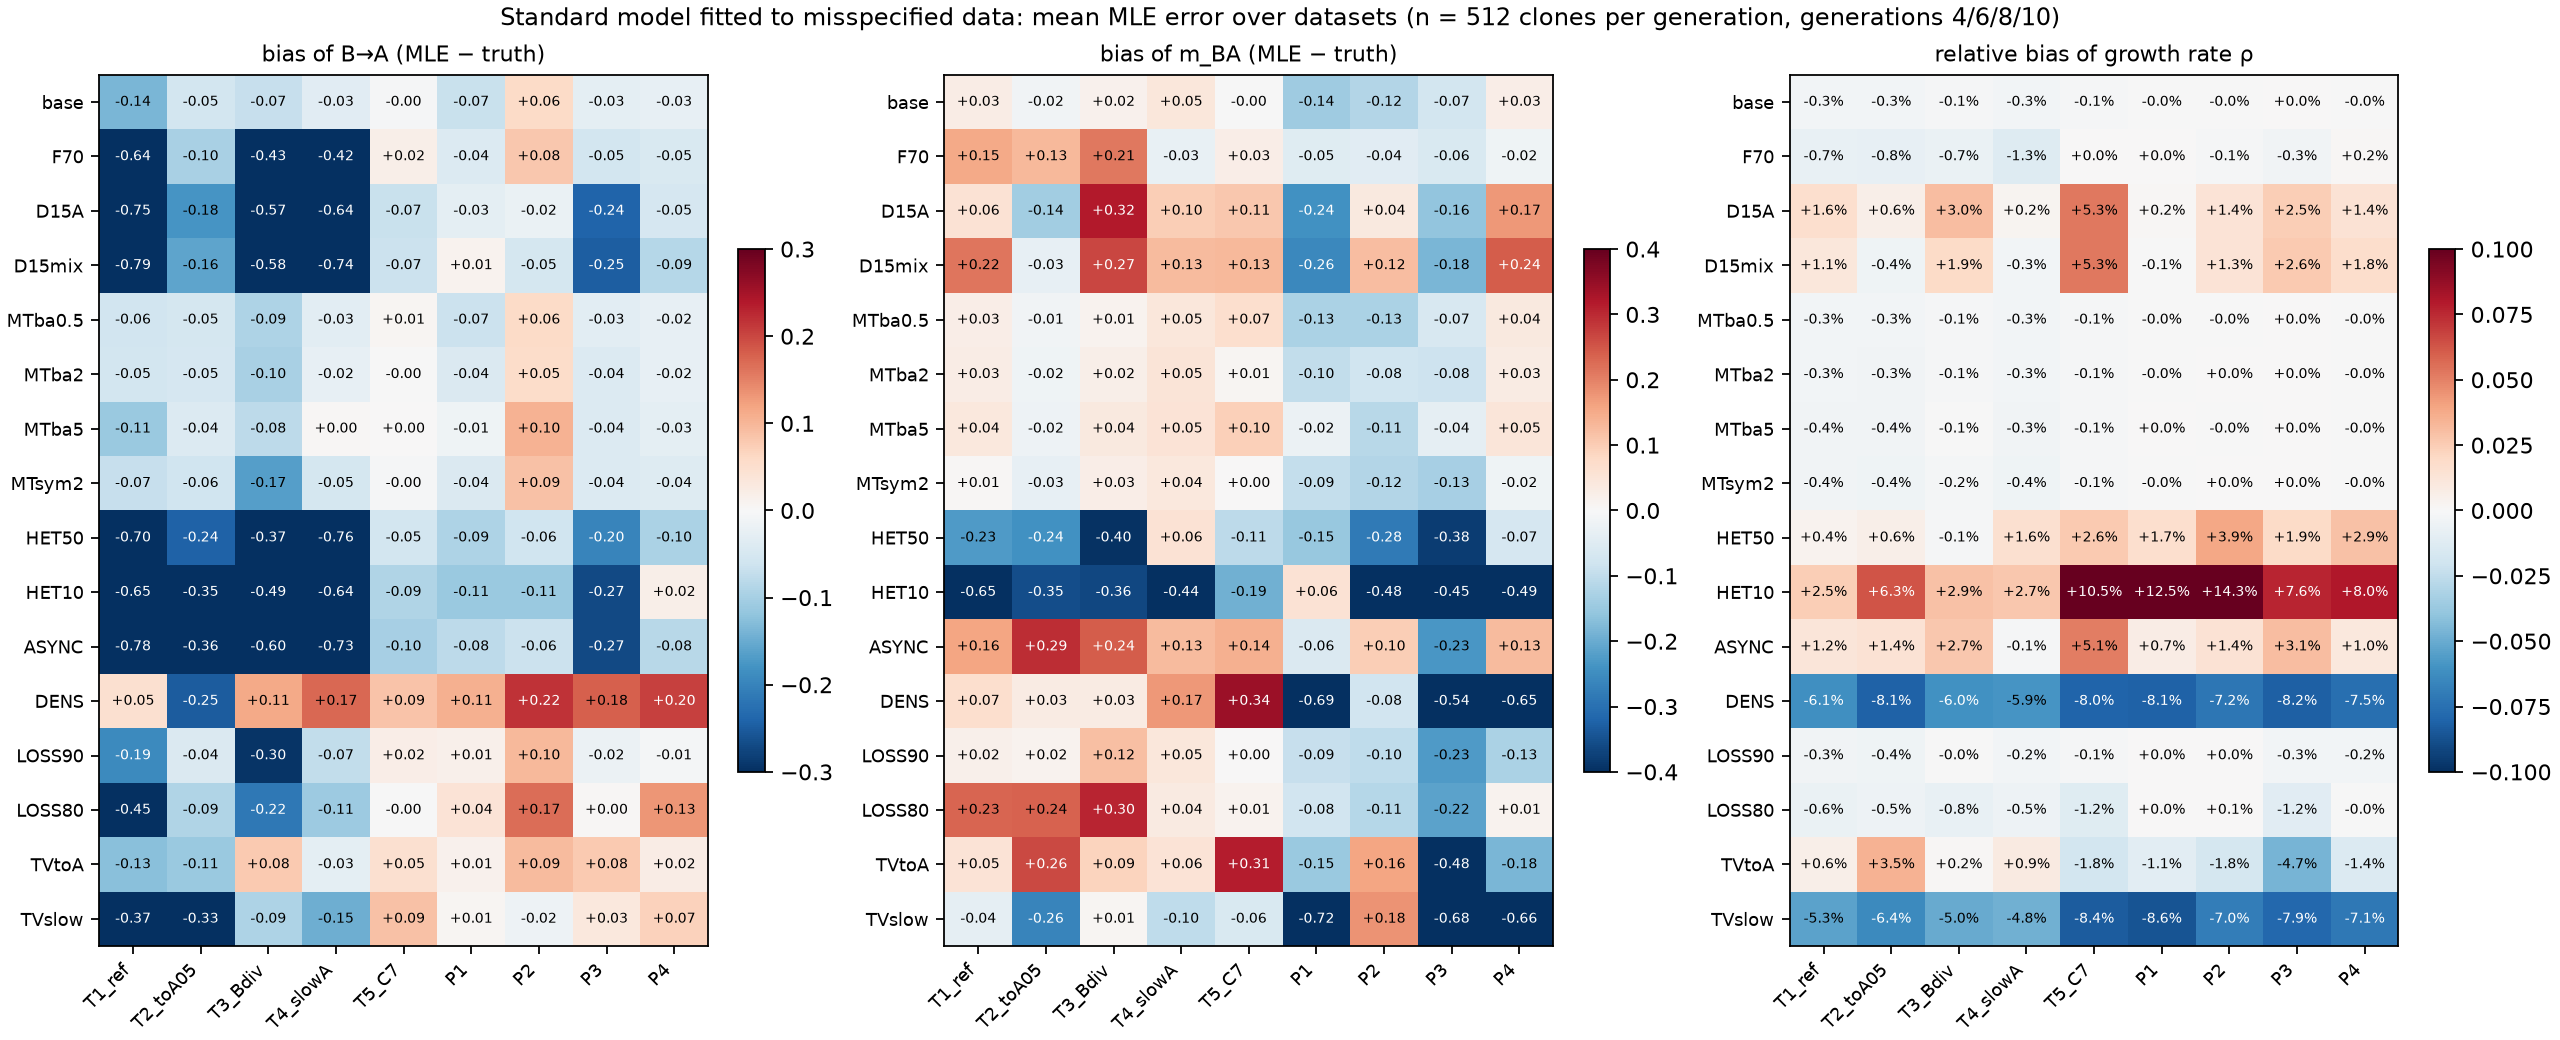 Standard model fitted to misspecified data: mean MLE error over datasets (n = 512 clones per generation, generations 4/6/8/10)
bias of B→A (MLE − truth)
base -0.14 -0.05 -0.07 -0.03 -0.00 -0.07 +0.06 -0.03 -0.03
F70 -0.64 -0.10 -0.43 -0.42 +0.02 -0.04 +0.08 -0.05 -0.05
D15A -0.75 -0.18 -0.57 -0.64 -0.07 -0.03 -0.02 -0.24 -0.05
D15mix -0.79 -0.16 -0.58 -0.74 -0.07 +0.01 -0.05 -0.25 -0.09
MTba0.5 -0.06 -0.05 -0.09 -0.03 +0.01 -0.07 +0.06 -0.03 -0.02
MTba2 -0.05 -0.05 -0.10 -0.02 -0.00 -0.04 +0.05 -0.04 -0.02
MTba5 -0.11 -0.04 -0.08 +0.00 +0.00 -0.01 +0.10 -0.04 -0.03
MTsym2 -0.07 -0.06 -0.17 -0.05 -0.00 -0.04 +0.09 -0.04 -0.04
HET50 -0.70 -0.24 -0.37 -0.76 -0.05 -0.09 -0.06 -0.20 -0.10
HET10 -0.65 -0.35 -0.49 -0.64 -0.09 -0.11 -0.11 -0.27 +0.02
ASYNC -0.78 -0.36 -0.60 -0.73 -0.10 -0.08 -0.06 -0.27 -0.08
DENS +0.05 -0.25 +0.11 +0.17 +0.09 +0.11 +0.22 +0.18 +0.20
LOSS90 -0.19 -0.04 -0.30 -0.07 +0.02 +0.01 +0.10 -0.02 -0.01
LOSS80 -0.45 -0.09 -0.22 -0.11 -0.00 +0.04 +0.17 +0.00 +0.13
TVtoA -0.13 -0.11 +0.08 -0.03 +0.05 +0.01 +0.09 +0.08 +0.02
TVslow -0.37 -0.33 -0.09 -0.15 +0.09 +0.01 -0.02 +0.03 +0.07
T1_ref T2_toA05 T3_Bdiv T4_slowA T5_C7 P1 P2 P3 P4
0.3
0.2
0.1
0.0
−0.1
−0.2
−0.3
bias of m_BA (MLE − truth)
base +0.03 -0.02 +0.02 +0.05 -0.00 -0.14 -0.12 -0.07 +0.03
F70 +0.15 +0.13 +0.21 -0.03 +0.03 -0.05 -0.04 -0.06 -0.02
D15A +0.06 -0.14 +0.32 +0.10 +0.11 -0.24 +0.04 -0.16 +0.17
D15mix +0.22 -0.03 +0.27 +0.13 +0.13 -0.26 +0.12 -0.18 +0.24
MTba0.5 +0.03 -0.01 +0.01 +0.05 +0.07 -0.13 -0.13 -0.07 +0.04
MTba2 +0.03 -0.02 +0.02 +0.05 +0.01 -0.10 -0.08 -0.08 +0.03
MTba5 +0.04 -0.02 +0.04 +0.05 +0.10 -0.02 -0.11 -0.04 +0.05
MTsym2 +0.01 -0.03 +0.03 +0.04 +0.00 -0.09 -0.12 -0.13 -0.02
HET50 -0.23 -0.24 -0.40 +0.06 -0.11 -0.15 -0.28 -0.38 -0.07
HET10 -0.65 -0.35 -0.36 -0.44 -0.19 +0.06 -0.48 -0.45 -0.49
ASYNC +0.16 +0.29 +0.24 +0.13 +0.14 -0.06 +0.10 -0.23 +0.13
DENS +0.07 +0.03 +0.03 +0.17 +0.34 -0.69 -0.08 -0.54 -0.65
LOSS90 +0.02 +0.02 +0.12 +0.05 +0.00 -0.09 -0.10 -0.23 -0.13
LOSS80 +0.23 +0.24 +0.30 +0.04 +0.01 -0.08 -0.11 -0.22 +0.01
TVtoA +0.05 +0.26 +0.09 +0.06 +0.31 -0.15 +0.16 -0.48 -0.18
TVslow -0.04 -0.26 +0.01 -0.10 -0.06 -0.72 +0.18 -0.68 -0.66
T1_ref T2_toA05 T3_Bdiv T4_slowA T5_C7 P1 P2 P3 P4
0.4
0.3
0.2
0.1
0.0
−0.1
−0.2
−0.3
−0.4
relative bias of growth rate ρ
base -0.3% -0.3% -0.1% -0.3% -0.1% -0.0% -0.0% +0.0% -0.0%
F70 -0.7% -0.8% -0.7% -1.3% +0.0% +0.0% -0.1% -0.3% +0.2%
D15A +1.6% +0.6% +3.0% +0.2% +5.3% +0.2% +1.4% +2.5% +1.4%
D15mix +1.1% -0.4% +1.9% -0.3% +5.3% -0.1% +1.3% +2.6% +1.8%
MTba0.5 -0.3% -0.3% -0.1% -0.3% -0.1% -0.0% -0.0% +0.0% -0.0%
MTba2 -0.3% -0.3% -0.1% -0.3% -0.1% -0.0% -0.0% +0.0% -0.0%
MTba5 -0.4% -0.4% -0.1% -0.3% -0.1% +0.0% -0.0% +0.0% -0.0%
MTsym2 -0.4% -0.4% -0.2% -0.4% -0.1% -0.0% +0.0% +0.0% -0.0%
HET50 +0.4% +0.6% -0.1% +1.6% +2.6% +1.7% +3.9% +1.9% +2.9%
HET10 +2.5% +6.3% +2.9% +2.7% +10.5% +12.5% +14.3% +7.6% +8.0%
ASYNC +1.2% +1.4% +2.7% -0.1% +5.1% +0.7% +1.4% +3.1% +1.0%
DENS -6.1% -8.1% -6.0% -5.9% -8.0% -8.1% -7.2% -8.2% -7.5%
LOSS90 -0.3% -0.4% -0.0% -0.2% -0.1% +0.0% +0.0% -0.3% -0.2%
LOSS80 -0.6% -0.5% -0.8% -0.5% -1.2% +0.0% +0.1% -1.2% -0.0%
TVtoA +0.6% +3.5% +0.2% +0.9% -1.8% -1.1% -1.8% -4.7% -1.4%
TVslow -5.3% -6.4% -5.0% -4.8% -8.4% -8.6% -7.0% -7.9% -7.1%
T1_ref T2_toA05 T3_Bdiv T4_slowA T5_C7 P1 P2 P3 P4
0.100
0.075
0.050
0.025
0.000
−0.025
−0.050
−0.075
−0.100